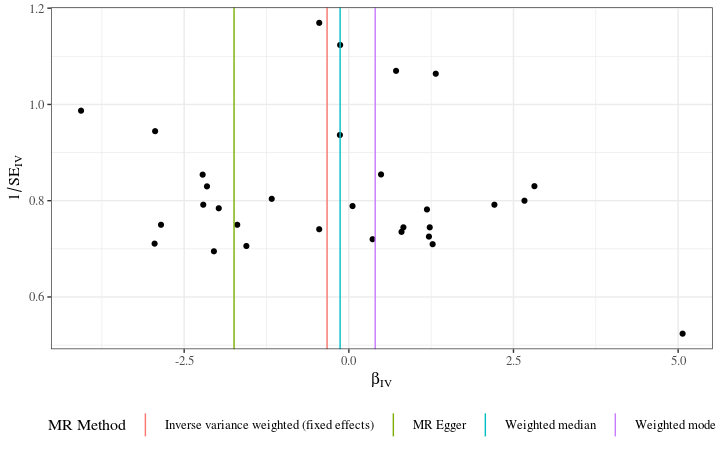 1.2
1.0
0.8
0.6
1/SE_IV
-2.5 0.0 2.5 5.0
β_IV
MR Method Inverse variance weighted (fixed effects) MR Egger Weighted median Weighted mode